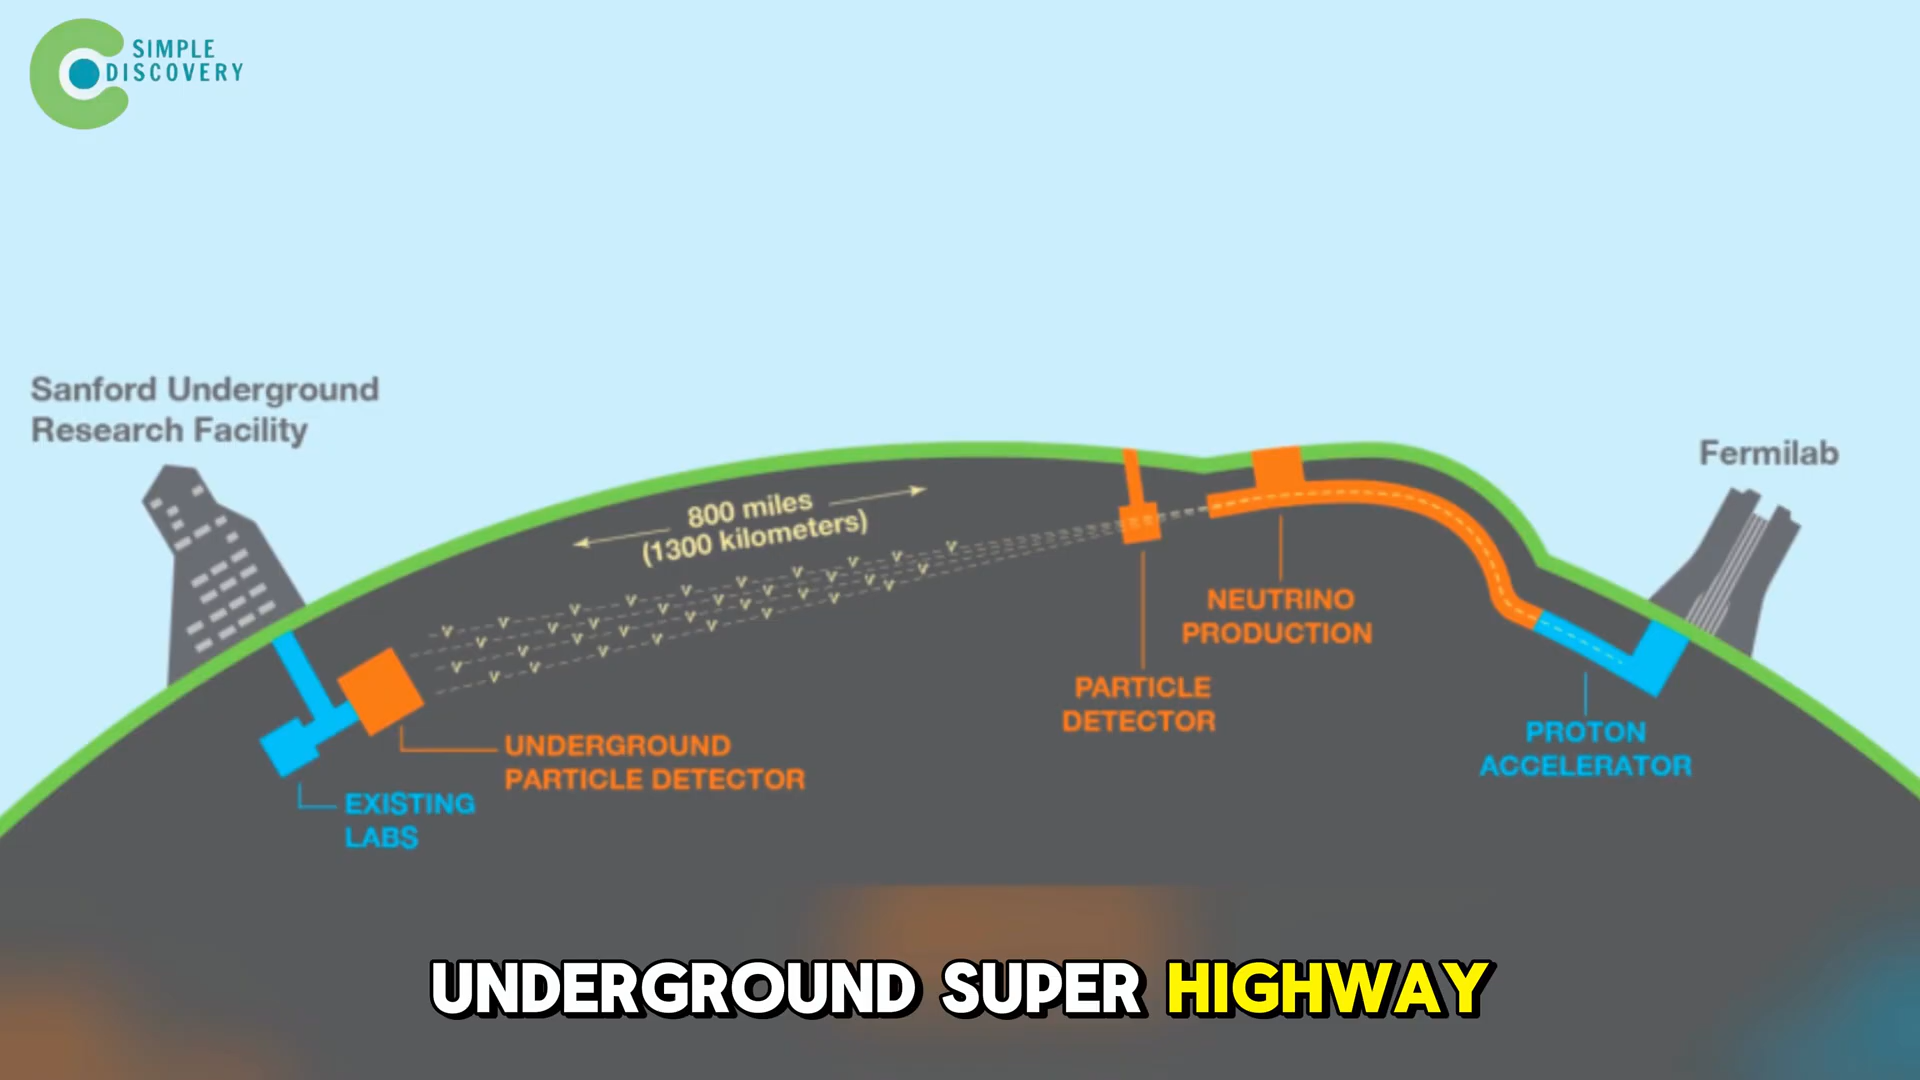 SIMPLE
DISCOVERY
Sanford Underground
Research Facility
Fermilab
800 miles
(1300 kilometers)
NEUTRINO
PRODUCTION
PARTICLE
DETECTOR
PROTON
ACCELERATOR
UNDERGROUND
PARTICLE DETECTOR
EXISTING
LABS
UNDERGROUND SUPER HIGHWAY